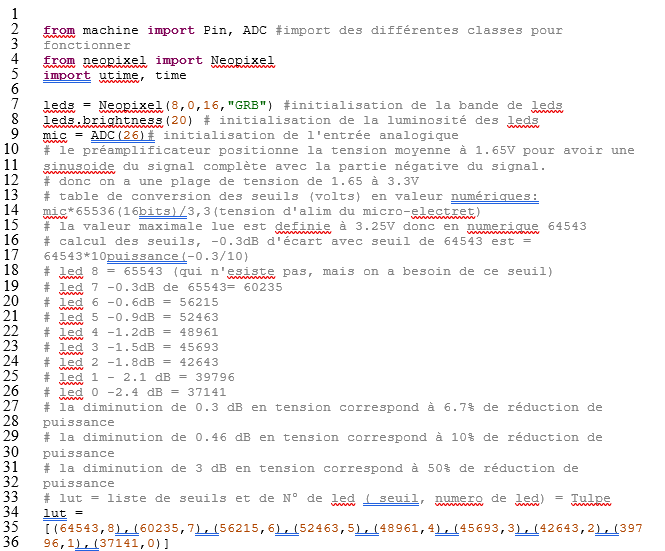 1
2 from machine import Pin, ADC #import des différentes classes pour
3 fonctionner
4 from neopixel import Neopixel
5 import utime, time
6
7 leds = Neopixel(8,0,16,"GRB") #initialisation de la bande de leds
8 leds.brightness(20) # initialisation de la luminosité des leds
9 mic = ADC(26)# initialisation de l'entrée analogique
10 # le préamplificateur positionne la tension moyenne à 1.65V pour avoir une
11 sinusoide du signal complète avec la partie négative du signal.
12 # donc on a une plage de tension de 1.65 à 3.3V
13 # table de conversion des seuils (volts) en valeur numériques:
14 mic*65536(16bits)/3,3(tension d'alim du micro-electret)
15 # la valeur maximale lue est definie à 3.25V donc en numerique 64543
16 # calcul des seuils, -0.3dB d'écart avec seuil de 64543 est =
17 64543*10puissance(-0.3/10)
18 # led 8 = 65543 (qui n'esiste pas, mais on a besoin de ce seuil)
19 # led 7 -0.3dB de 65543= 60235
20 # led 6 -0.6dB = 56215
21 # led 5 -0.9dB = 52463
22 # led 4 -1.2dB = 48961
23 # led 3 -1.5dB = 45693
24 # led 2 -1.8dB = 42643
25 # led 1 - 2.1 dB = 39796
26 # led 0 -2.4 dB = 37141
27 # la diminution de 0.3 dB en tension correspond à 6.7% de réduction de
28 puissance
29 # la diminution de 0.46 dB en tension correspond à 10% de réduction de
30 puissance
31 # la diminution de 3 dB en tension correspond à 50% de réduction de
32 puissance
33 # lut = liste de seuils et de N° de led ( seuil, numero de led) = Tulpe
34 lut =
35 [(64543,8),(60235,7),(56215,6),(52463,5),(48961,4),(45693,3),(42643,2),(397
36 96,1),(37141,0)]